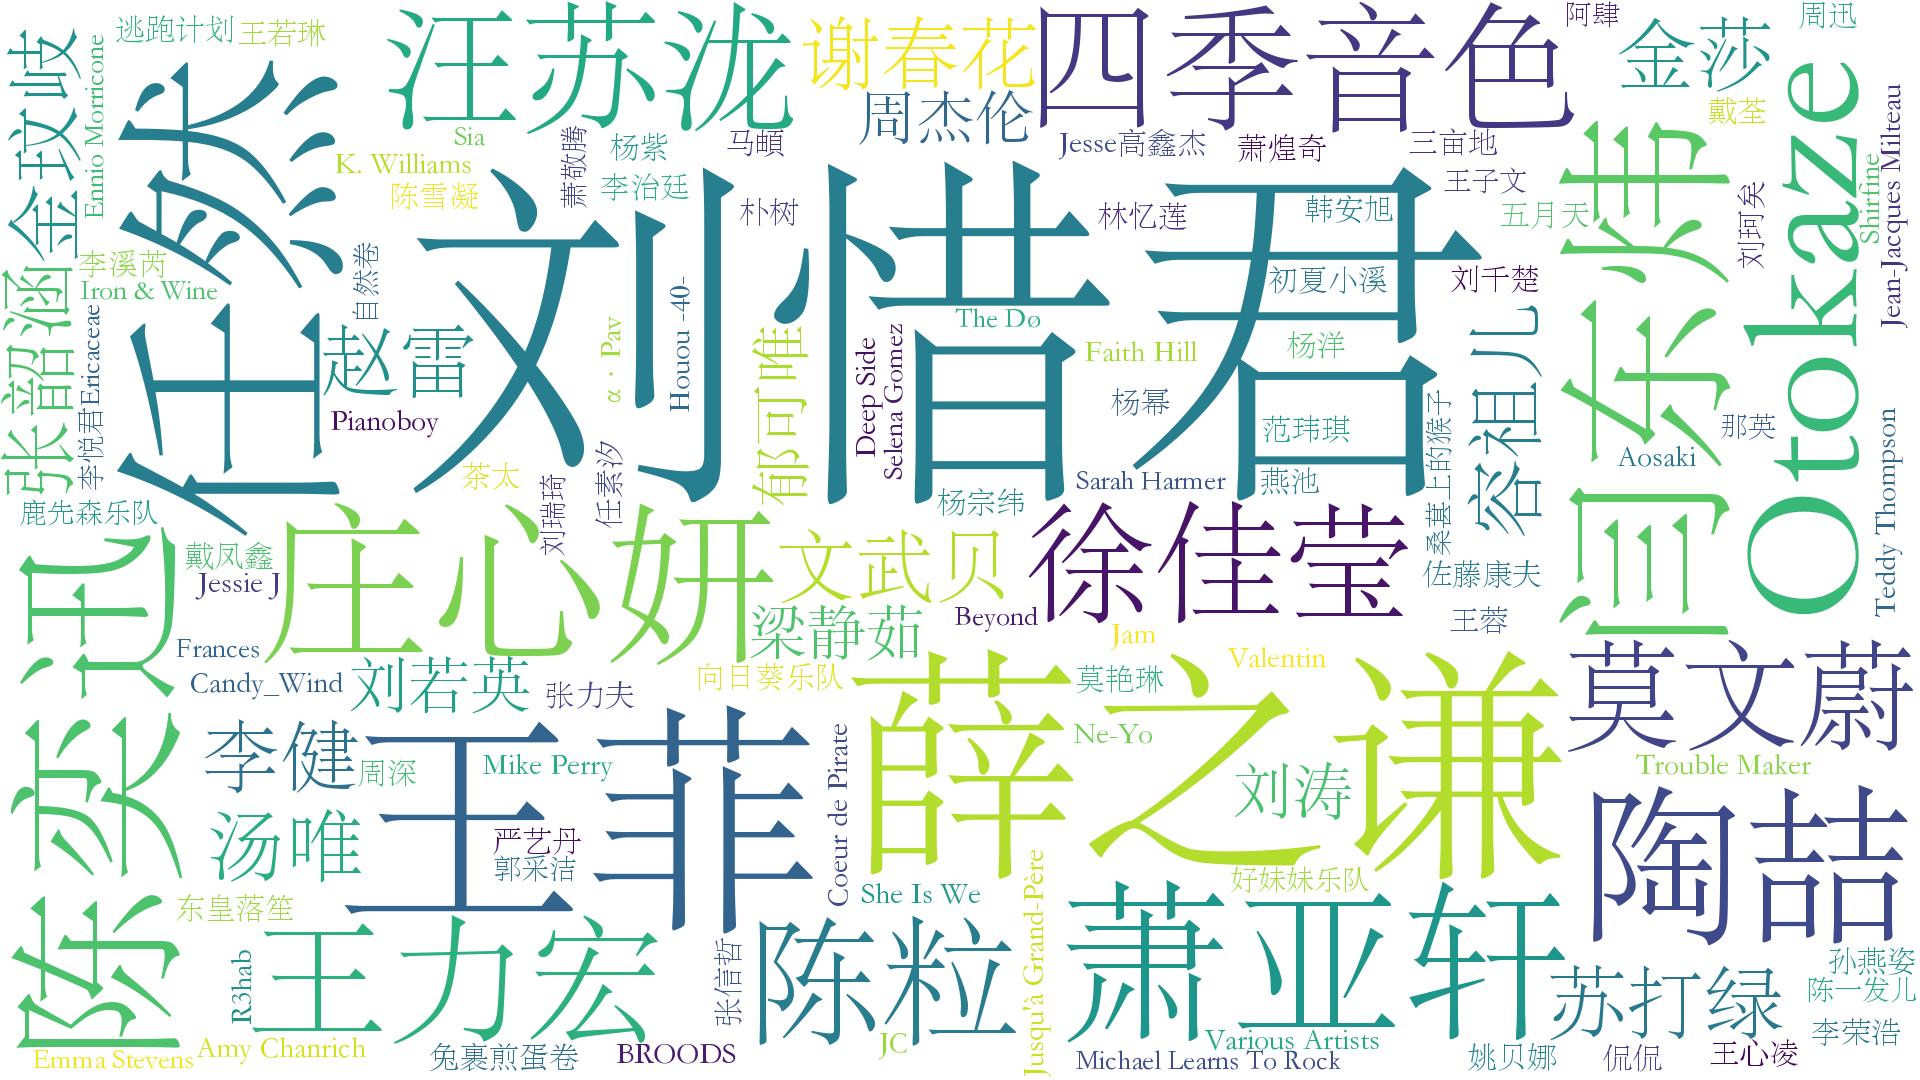 逃跑计划
王若琳
汪苏泷
谢春花
四季音色
阿肆
金莎
周迅
金玟岐
Ennio Morricone
任然
Sia
K. Williams
陈雪凝
萧敬腾
杨紫
李治廷
马頔
周杰伦
Jesse高鑫杰
萧煌奇
三亩地
戴荃
朴树
林忆莲
韩安旭
王子文
五月天
闫东炜
刘珂矣
Otokaze
Shirfine
Jean-Jacques Milteau
李溪芮
Iron & Wine
自然卷
刘惜君
初夏小溪
刘千楚
张韶涵
李悦君Ericaceae
赵雷
Pianoboy
α·Pav
Houou -40-
郁可唯
Deep Side
Selena Gomez
The Dø
Faith Hill
杨洋
杨幂
范玮琪
容祖儿
桑葚上的猴子
那英
Aosaki
Teddy Thompson
茶太
刘瑞琦
任素汐
杨宗纬
Sarah Harmer
燕池
鹿先森乐队
陈奕迅
戴凤鑫
Jessie J
庄心妍
文武贝
徐佳莹
佐藤康夫
王蓉
Beyond
梁静茹
Jam
Valentin
Frances
Candy_Wind
刘若英
张力夫
向日葵乐队
薛之谦
莫艳琳
莫文蔚
李健
周深
王菲
Mike Perry
Ne-Yo
刘涛
Trouble Maker
汤唯
严艺丹
郭采洁
Coeur de Pirate
She Is We
好妹妹乐队
陶喆
东皇落笙
R3hab
王力宏
张信哲
陈粒
Jusqu'à Grand-Père
萧亚轩
苏打绿
孙燕姿
陈一发儿
李荣浩
Emma Stevens
Amy Chanrich
兔裹煎蛋卷
BROODS
JC
Various Artists
Michael Learns To Rock
姚贝娜
侃侃
王心凌